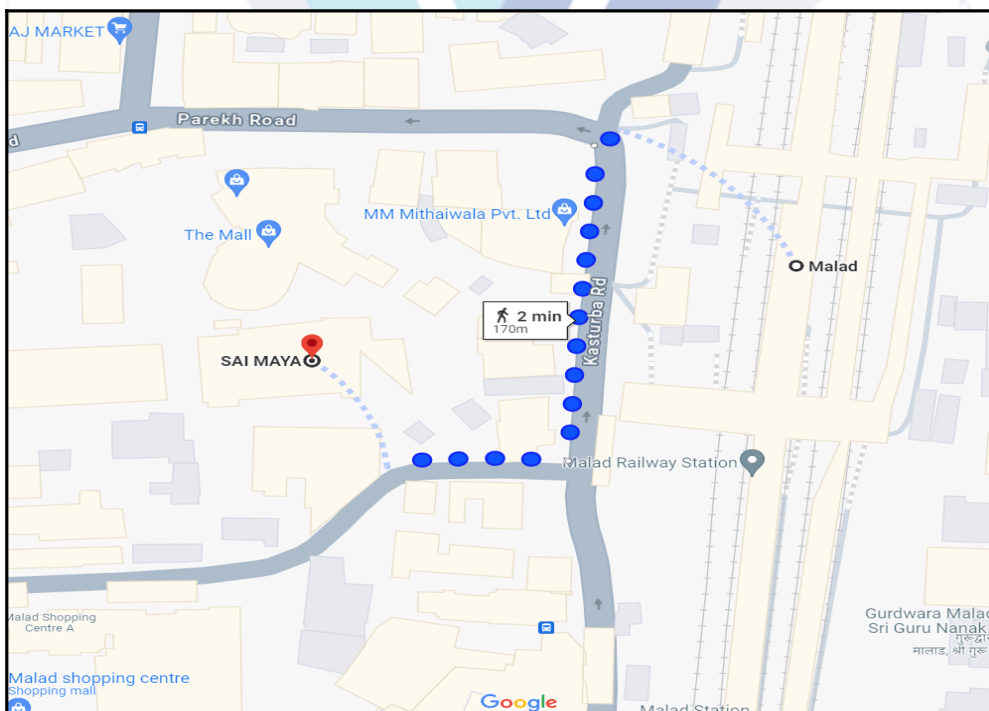 AJ MARKET
Parekh Road
d
MM Mithaiwala Pvt. Ltd
The Mall
Malad
Kasturba Rd
2 min
170m
SAI MAYA
Malad Railway Station
Malad Shopping
Centre A
Gurdwara Malad
Sri Guru Nanak
गुरूद्वा
मालाड, श्री गुरू
Malad shopping centre
Shopping mall
Google
Malad Station